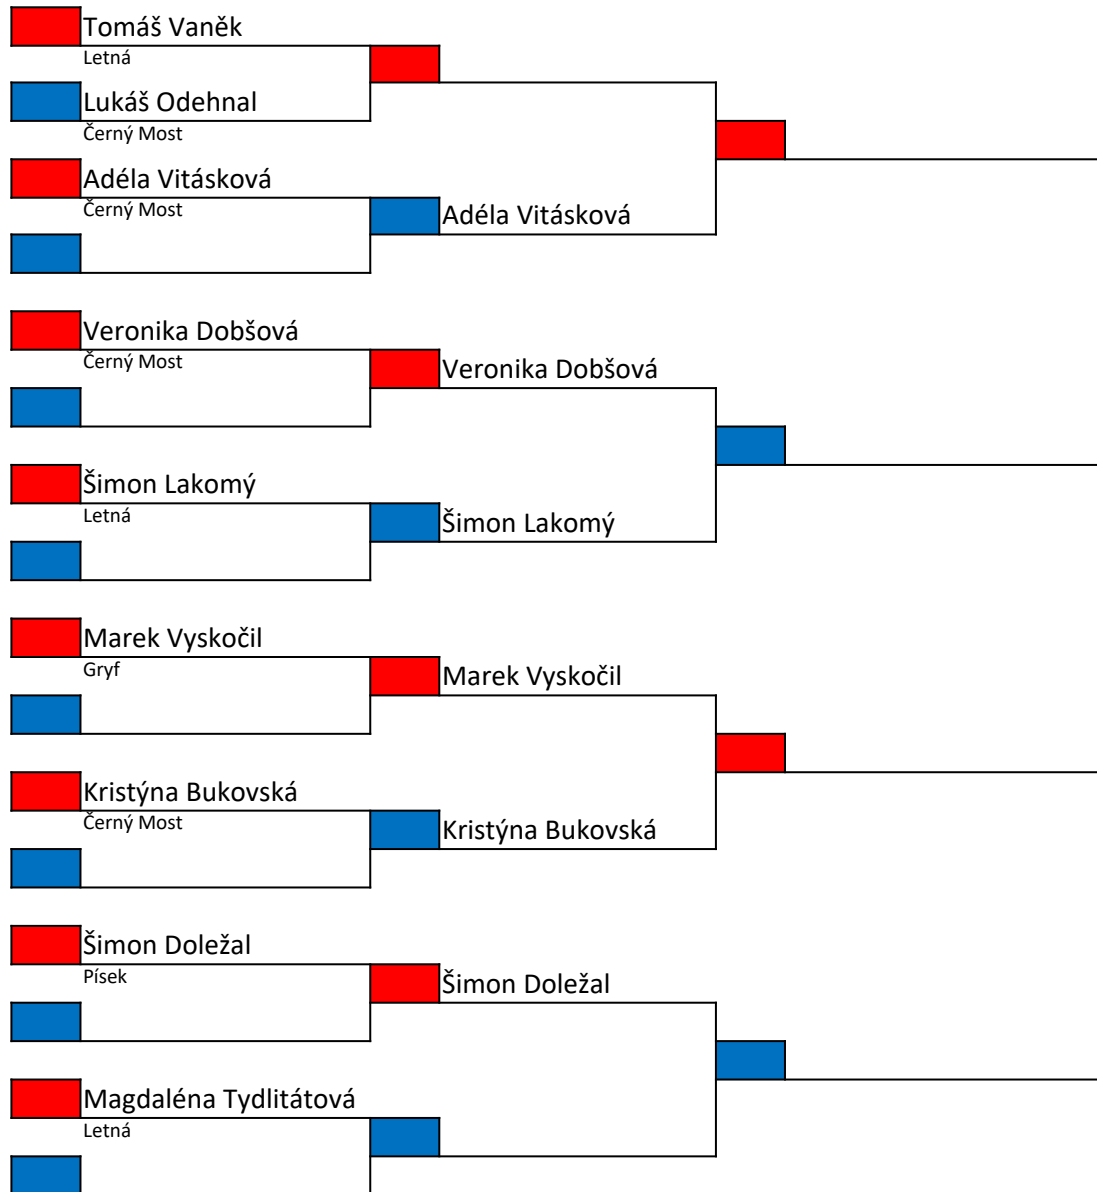 Tomáš Vaněk
Letná
Lukáš Odehnal
Černý Most
Adéla Vitásková
Černý Most
Adéla Vitásková
Veronika Dobšová
Černý Most
Veronika Dobšová
Šimon Lakomý
Letná
Šimon Lakomý
Marek Vyskočil
Gryf
Marek Vyskočil
Kristýna Bukovská
Černý Most
Kristýna Bukovská
Šimon Doležal
Písek
Šimon Doležal
Magdaléna Tydlitátová
Letná